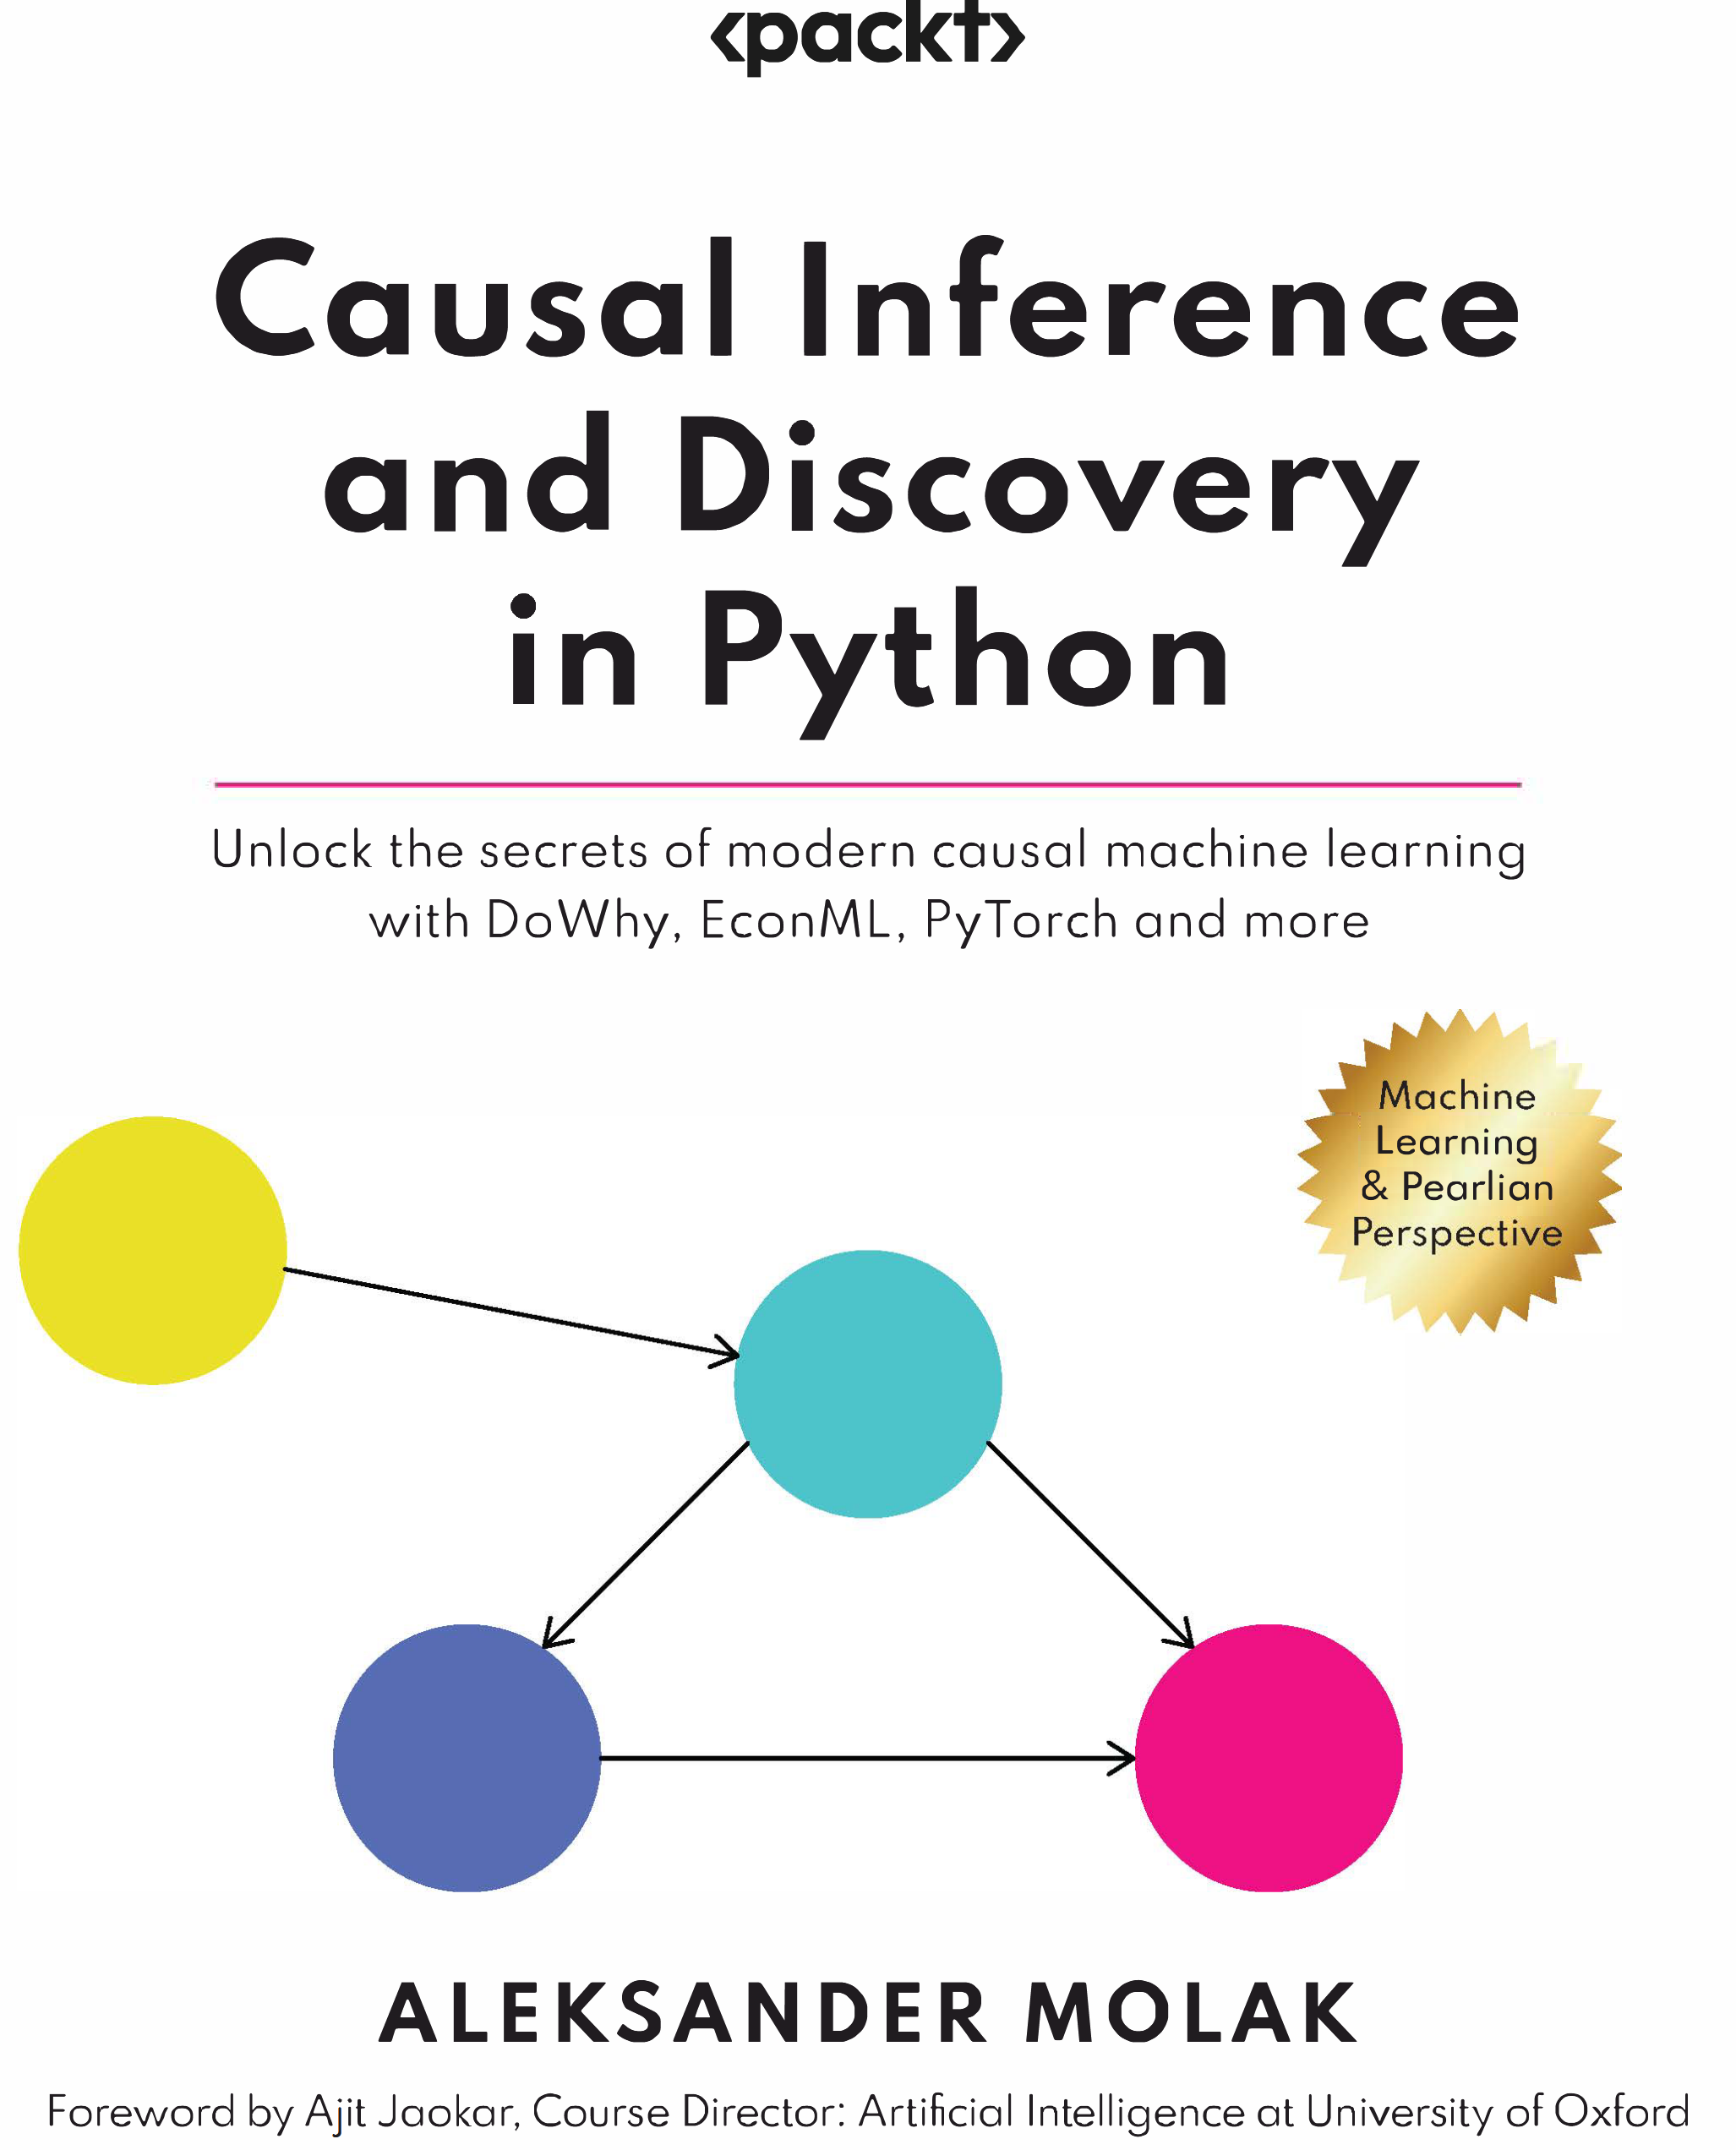 <packt>
Causal Inference
and Discovery
in Python
Unlock the secrets of modern causal machine learning
with DoWhy, EconML, PyTorch and more
Machine
Learning
& Pearlian
Perspective
ALEKSANDER MOLAK
Foreword by Ajit Jaokar, Course Director: Artificial Intelligence at University of Oxford